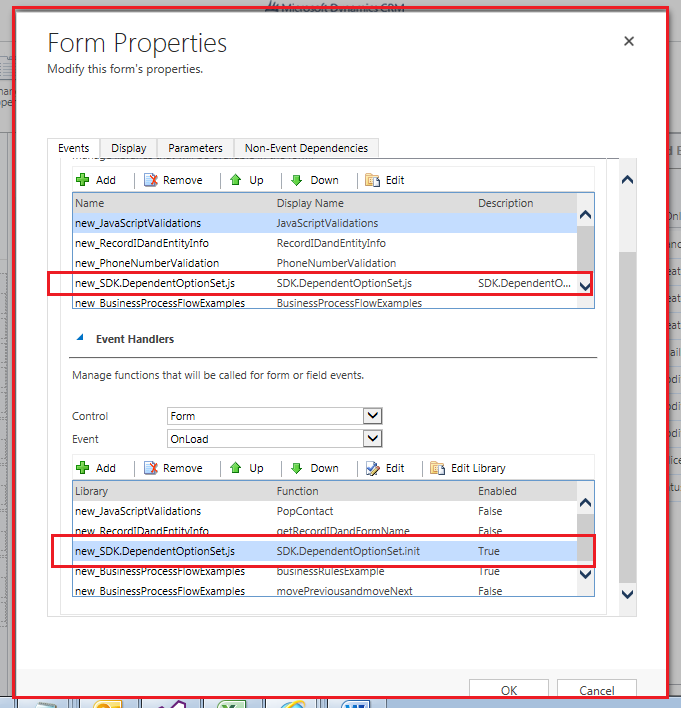 Microsoft Dynamics CRM
Form Properties
Modify this form's properties.
Events Display Parameters Non-Event Dependencies
Add Remove Up Down Edit
Name Display Name Description
new_JavaScriptValidations JavaScriptValidations
new_RecordIDandEntityInfo RecordIDandEntityInfo
new_PhoneNumberValidation PhoneNumberValidation
new_SDK.DependentOptionSet.js SDK.DependentOptionSet.js SDK.DependentO...
new_BusinessProcessFlowExamples BusinessProcessFlowExamples
Event Handlers
Manage functions that will be called for form or field events.
Control Form
Event OnLoad
Add Remove Up Down Edit Edit Library
Library Function Enabled
new_JavaScriptValidations PopContact False
new_RecordIDandEntityInfo getRecordIDandFormName False
new_SDK.DependentOptionSet.js SDK.DependentOptionSet.init True
new_BusinessProcessFlowExamples businessRulesExample True
new_BusinessProcessFlowExamples movePreviousandmoveNext False
OK Cancel